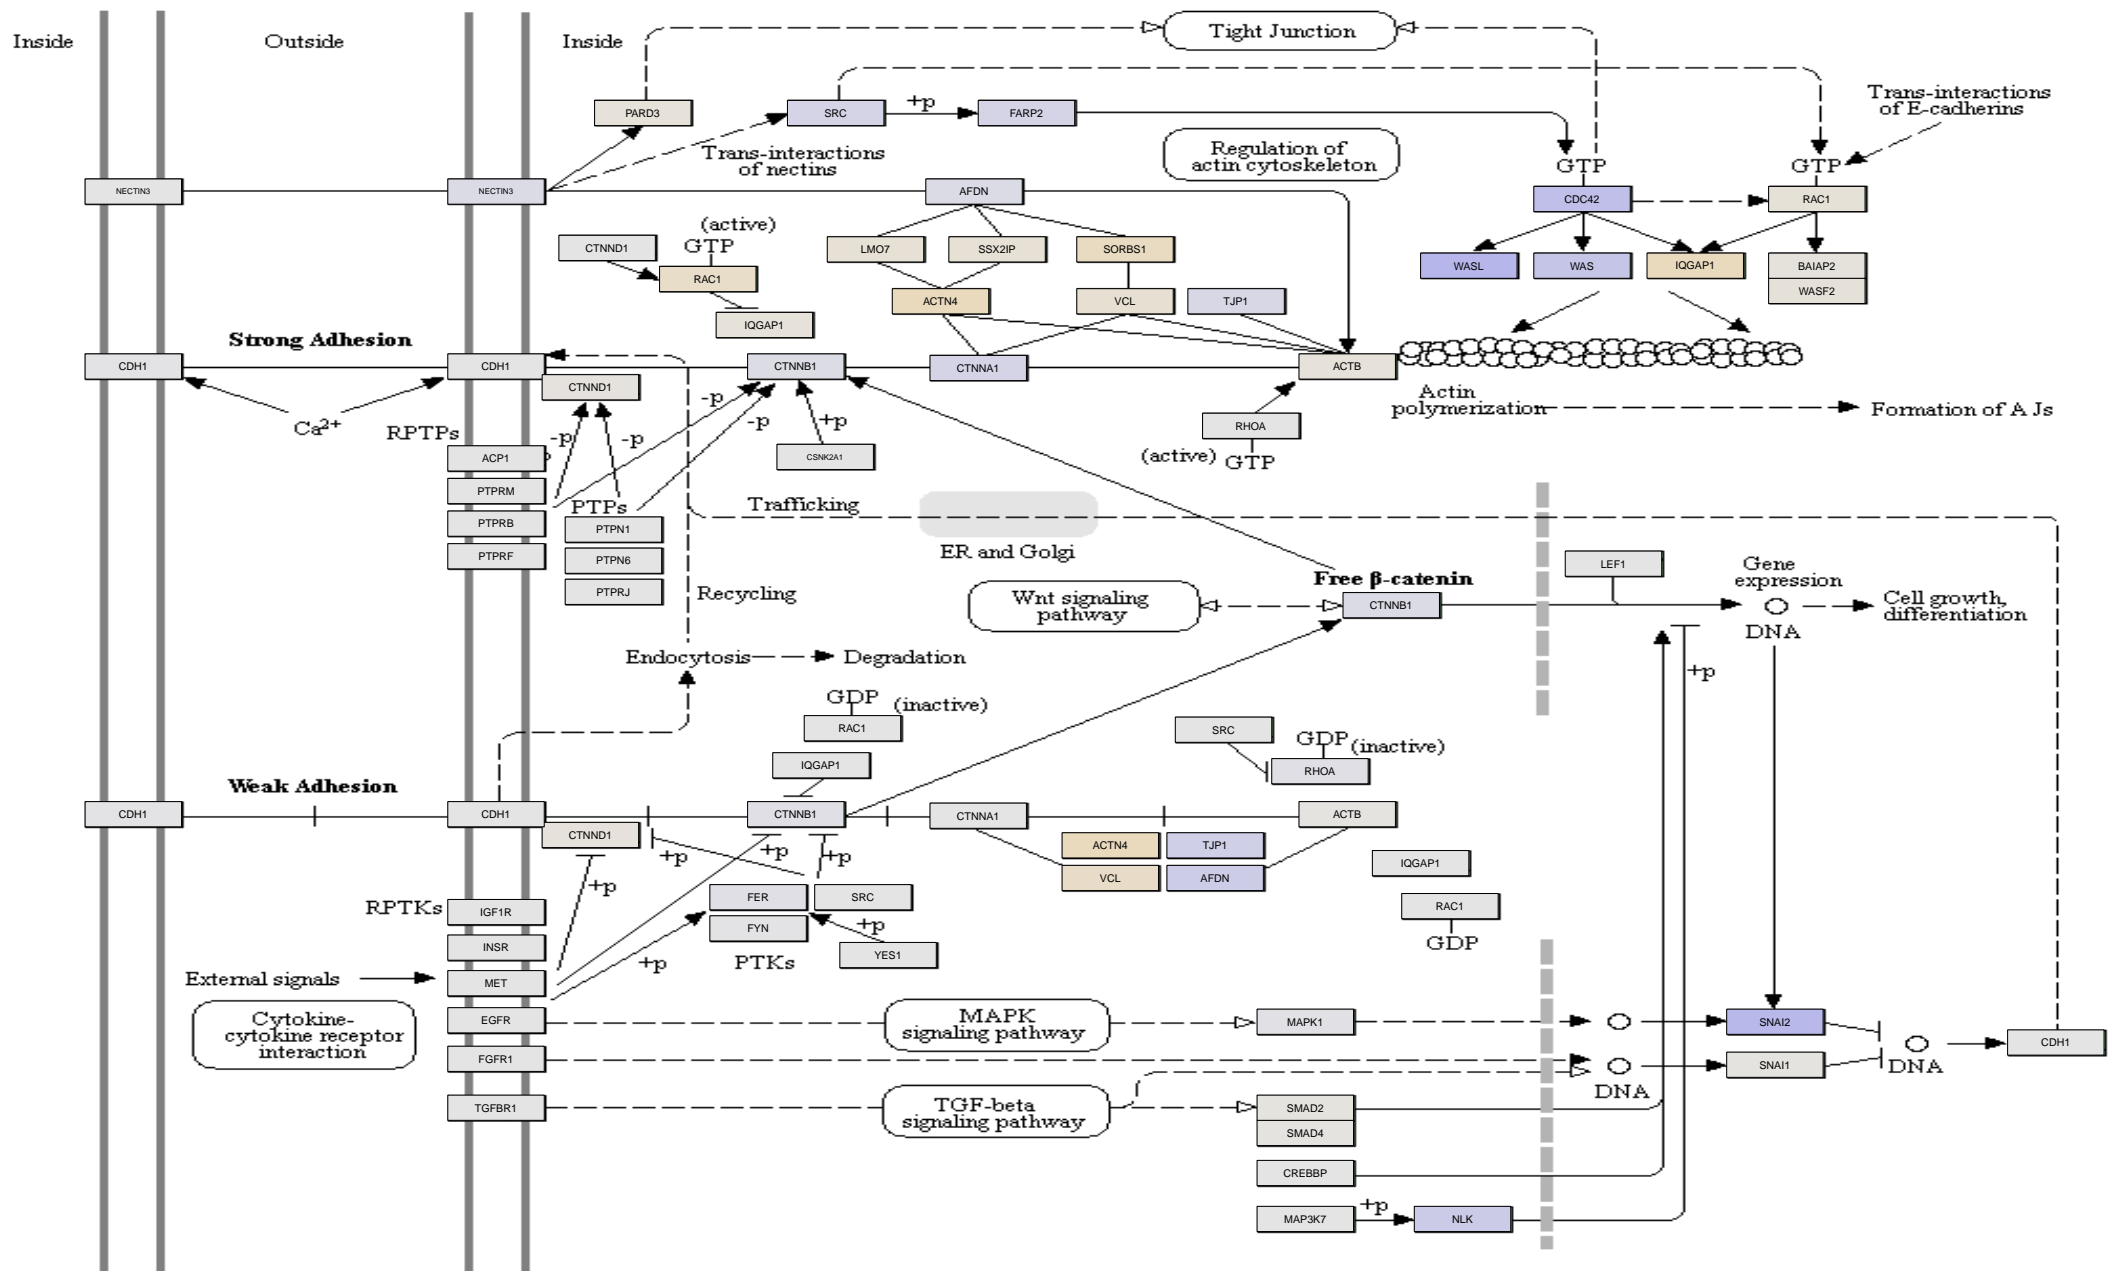 Inside
Outside
Inside
Tight Junction
PARD3
SRC
+p
FARP2
Trans-interactions
of E-cadherins
Trans-interactions
of nectins
Regulation of
actin cytoskeleton
GTP
GTP
NECTIN3
NECTIN3
AFDN
CDC42
RAC1
(active)
GTP
CTNND1
RAC1
IQGAP1
LMO7
SSX2IP
SORBS1
WASL
WAS
IQGAP1
BAIAP2
WASF2
ACTN4
VCL
TJP1
Strong Adhesion
CDH1
CDH1
CTNND1
CTNNB1
CTNNA1
ACTB
Ca2+
RPTPs
-p
-p
-p
-p
+p
CSNK2A1
RHOA
(active)
GTP
Actin
polymerization
Formation of AJs
ACP1
PTPRM
PTPRB
PTPRF
PTPs
PTPN1
PTPN6
PTPRJ
Trafficking
ER and Golgi
Recycling
Wnt signaling
pathway
Free β-catenin
CTNNB1
LEF1
Gene
expression
DNA
Cell growth,
differentiation
+p
Endocytosis
Degradation
GDP
(inactive)
RAC1
IQGAP1
SRC
GDP
(inactive)
RHOA
Weak Adhesion
CDH1
CDH1
CTNND1
CTNNB1
CTNNA1
ACTB
ACTN4
TJP1
VCL
AFDN
IQGAP1
RAC1
GDP
+p
+p
+p
+p
+p
+p
FER
SRC
FYN
YES1
PTKs
RPTKs
IGF1R
INSR
MET
EGFR
FGFR1
TGFBR1
External signals
Cytokine-
cytokine receptor
interaction
MAPK
signaling pathway
MAPK1
SNAI2
SNAI1
DNA
DNA
CDH1
TGF-beta
signaling pathway
SMAD2
SMAD4
CREBBP
MAP3K7
+p
NLK